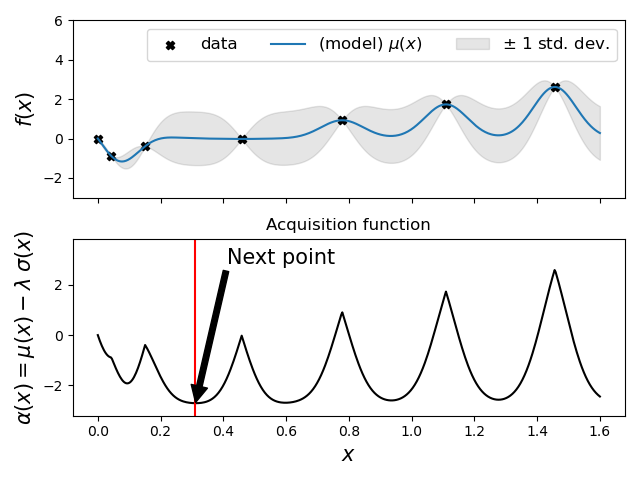 data (model) μ(x) ± 1 std. dev.
f(x)
6
4
2
0
−2
Acquisition function
Next point
α(x) = μ(x) − λ σ(x)
2
0
−2
0.0 0.2 0.4 0.6 0.8 1.0 1.2 1.4 1.6
x